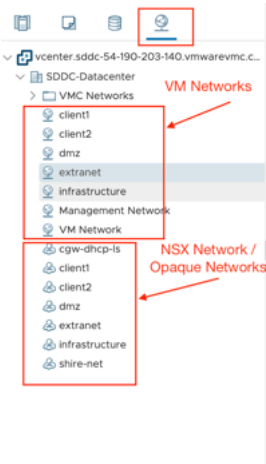 vcenter.sddc-54-190-203-140.vmwarevmc.c...
SDDC-Datacenter
VMC Networks
VM Networks
client1
client2
dmz
extranet
infrastructure
Management Network
VM Network
cgw-dhcp-ls
NSX Network /
Opaque Networks
client1
client2
dmz
extranet
infrastructure
shire-net